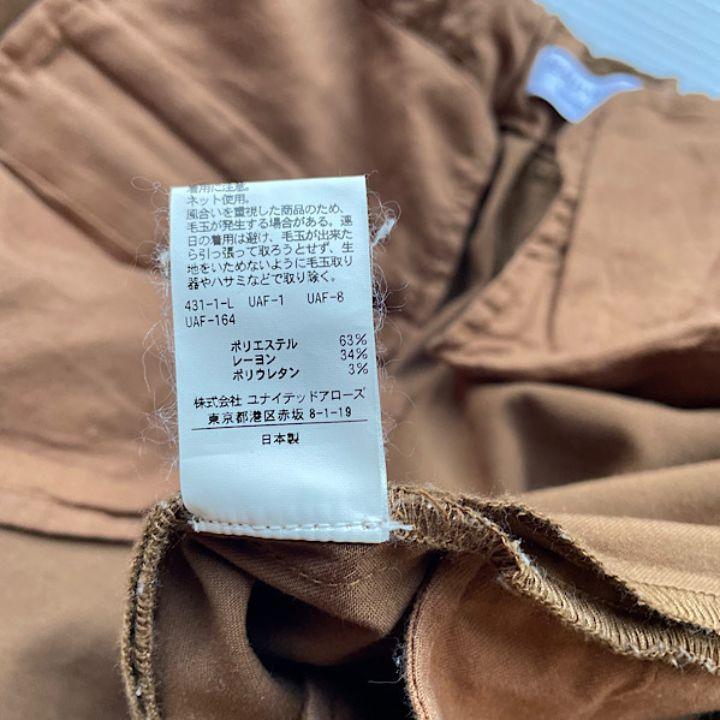 着用に注意。
ネット使用。
風合いを重視した商品のため、
毛玉が発生する場合がある。連
日の着用は避け、毛玉が出来た
ら引っ張って取ろうとせず、生
地をいためないように毛玉取り
器やハサミなどで取り除く。
431-1-L UAF-1 UAF-8
UAF-164
ポリエステル 63%
レーヨン 34%
ポリウレタン 3%
株式会社 ユナイテッドアローズ
東京都港区赤坂 8-1-19
日本製